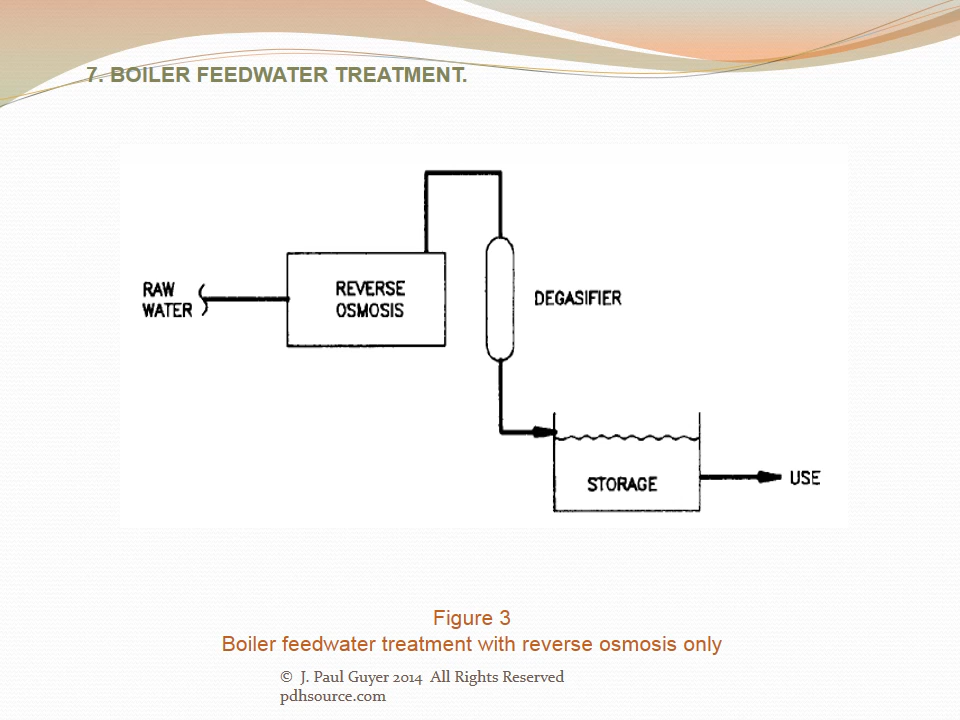 7. BOILER FEEDWATER TREATMENT.
RAW
WATER
REVERSE
OSMOSIS
DEGASIFIER
STORAGE
USE
Figure 3
Boiler feedwater treatment with reverse osmosis only
© J. Paul Guyer 2014 All Rights Reserved
pdhsource.com